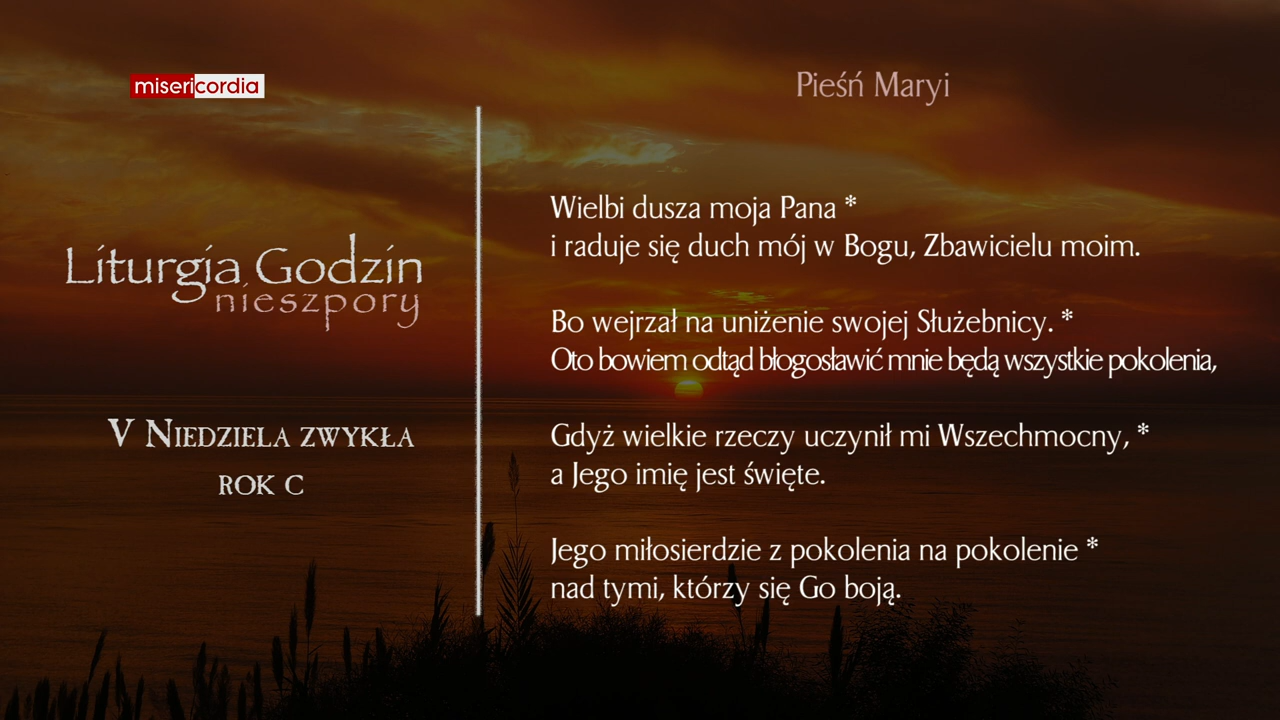 misericordia
Liturgia Godzin
nieszpory
V Niedziela zwykła
rok C
Pieśń Maryi
Wielbi dusza moja Pana *
i raduje się duch mój w Bogu, Zbawicielu moim.
Bo wejrzał na uniżenie swojej Służebnicy. *
Oto bowiem odtąd błogosławić mnie będą wszystkie pokolenia,
Gdyż wielkie rzeczy uczynił mi Wszechmocny, *
a Jego imię jest święte.
Jego miłosierdzie z pokolenia na pokolenie *
nad tymi, którzy się Go boją.